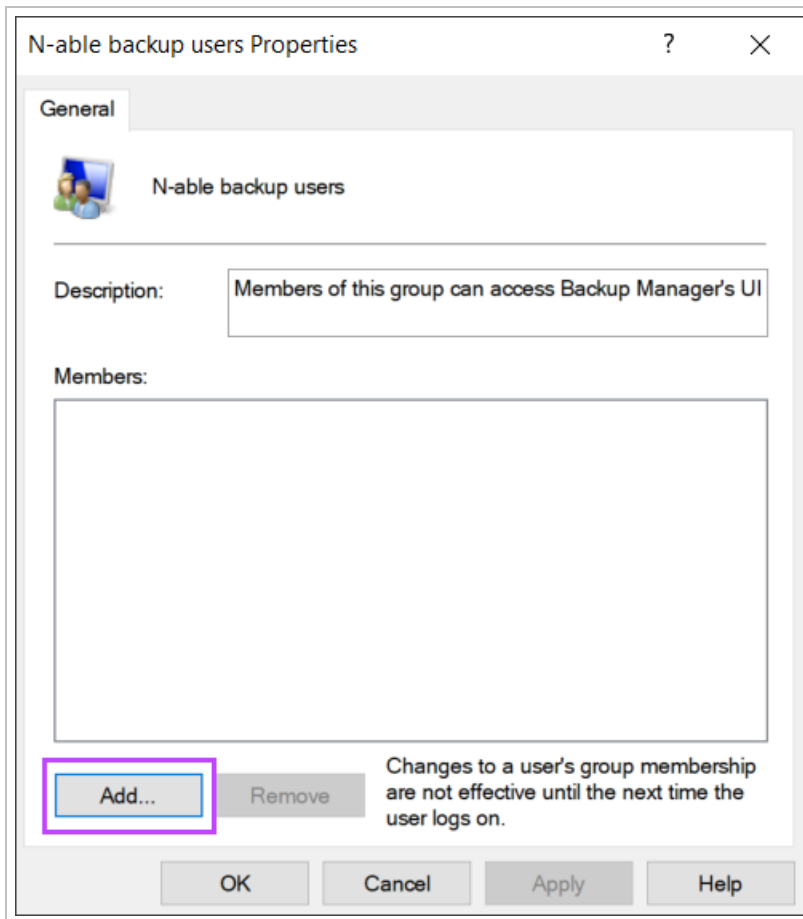 N-able backup users Properties
?
General
N-able backup users
Description:
Members of this group can access Backup Manager's UI
Members:
Add...
Remove
Changes to a user's group membership
are not effective until the next time the
user logs on.
OK
Cancel
Apply
Help